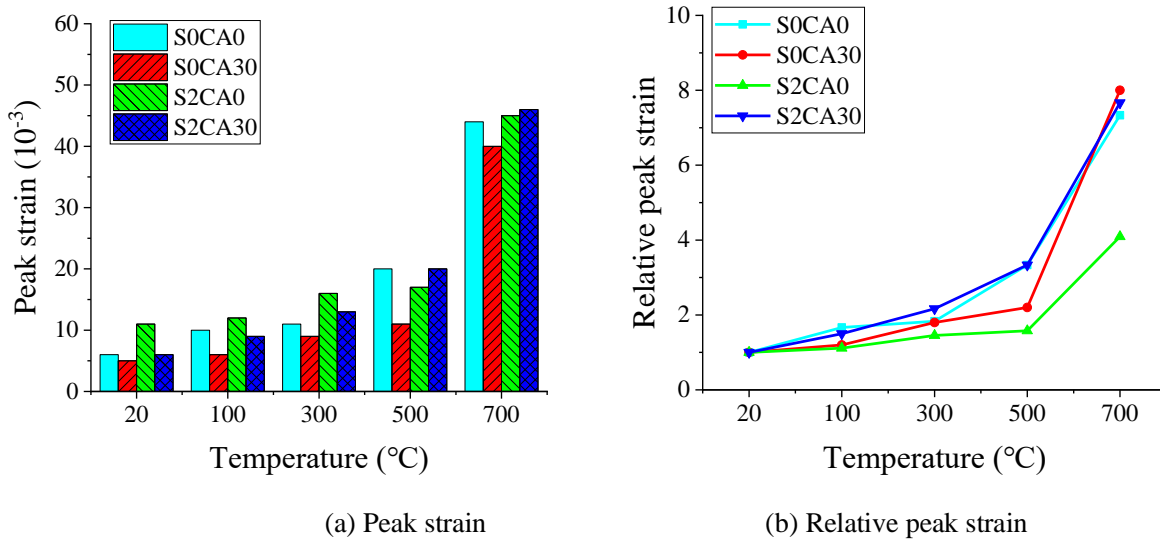 S0CA0
S0CA30
S2CA0
S2CA30
60
50
40
30
20
10
0
Peak strain (10-3)
20 100 300 500 700
Temperature (℃)
(a) Peak strain
S0CA0
S0CA30
S2CA0
S2CA30
10
8
6
4
2
0
Relative peak strain
20 100 300 500 700
Temperature (℃)
(b) Relative peak strain